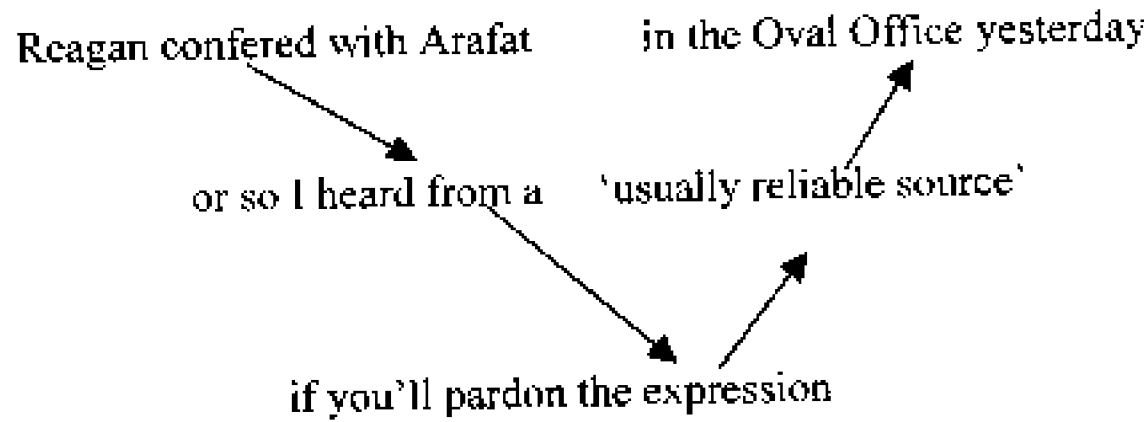 Reagan confered with Arafat in the Oval Office yesterday
or so I heard from a 'usually reliable source'
if you'll pardon the expression